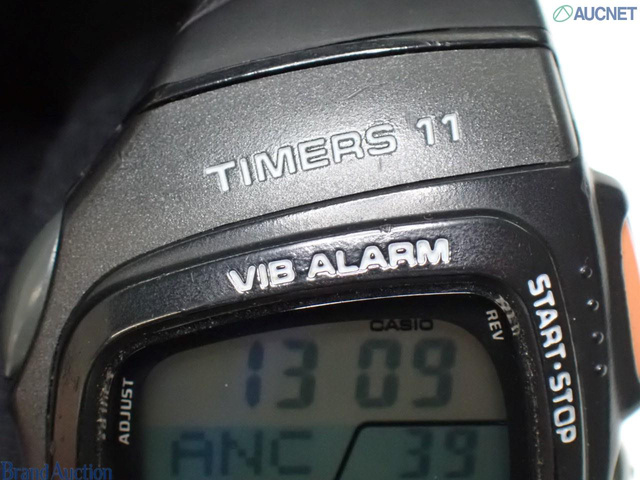 AUCNET
TIMERS 11
VIB ALARM
CASIO
REV
START·STOP
13 09
ADJUST
ANC 39
Brand Auction